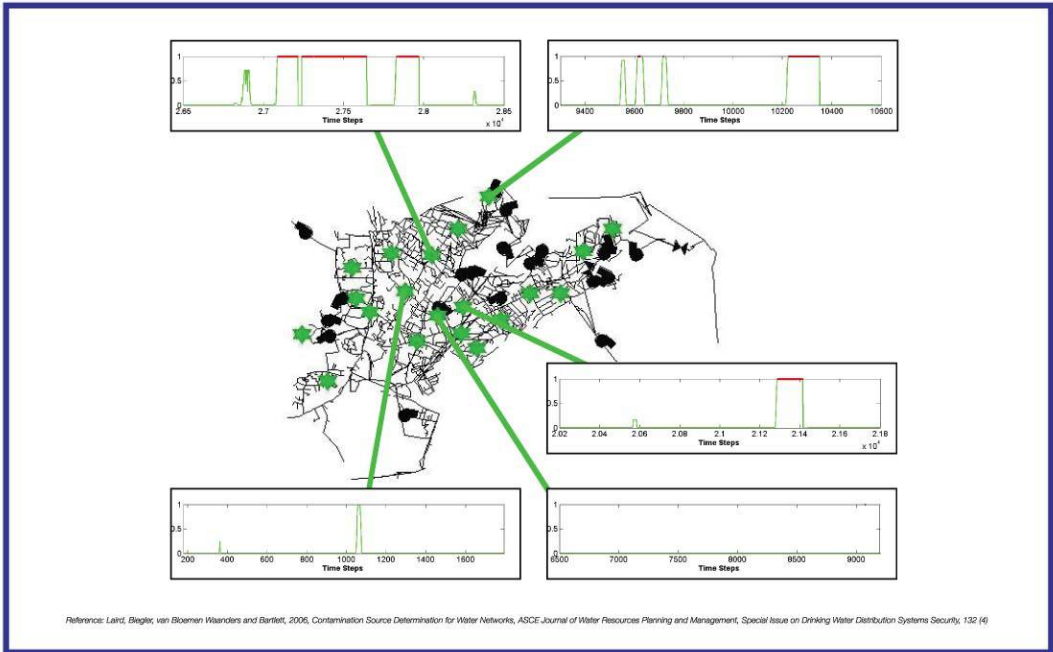 1
0.5
0
2.65 2.7 2.75 2.8 2.85
Time Steps
x 10⁴
1
0.5
0
9400 9600 9800 10000 10200 10400 10600
Time Steps
1
0.5
0
2.02 2.04 2.06 2.08 2.1 2.12 2.14 2.16 2.18
Time Steps
x 10⁴
1
0.5
0
200 400 600 800 1000 1200 1400 1600
Time Steps
1
0.5
0
6500 7000 7500 8000 8500 9000
Time Steps
Reference: Laird, Biegler, van Bloemen Waanders and Bartlett, 2006, Contamination Source Determination for Water Networks, ASCE Journal of Water Resources Planning and Management, Special Issue on Drinking Water Distribution Systems Security, 132 (4)